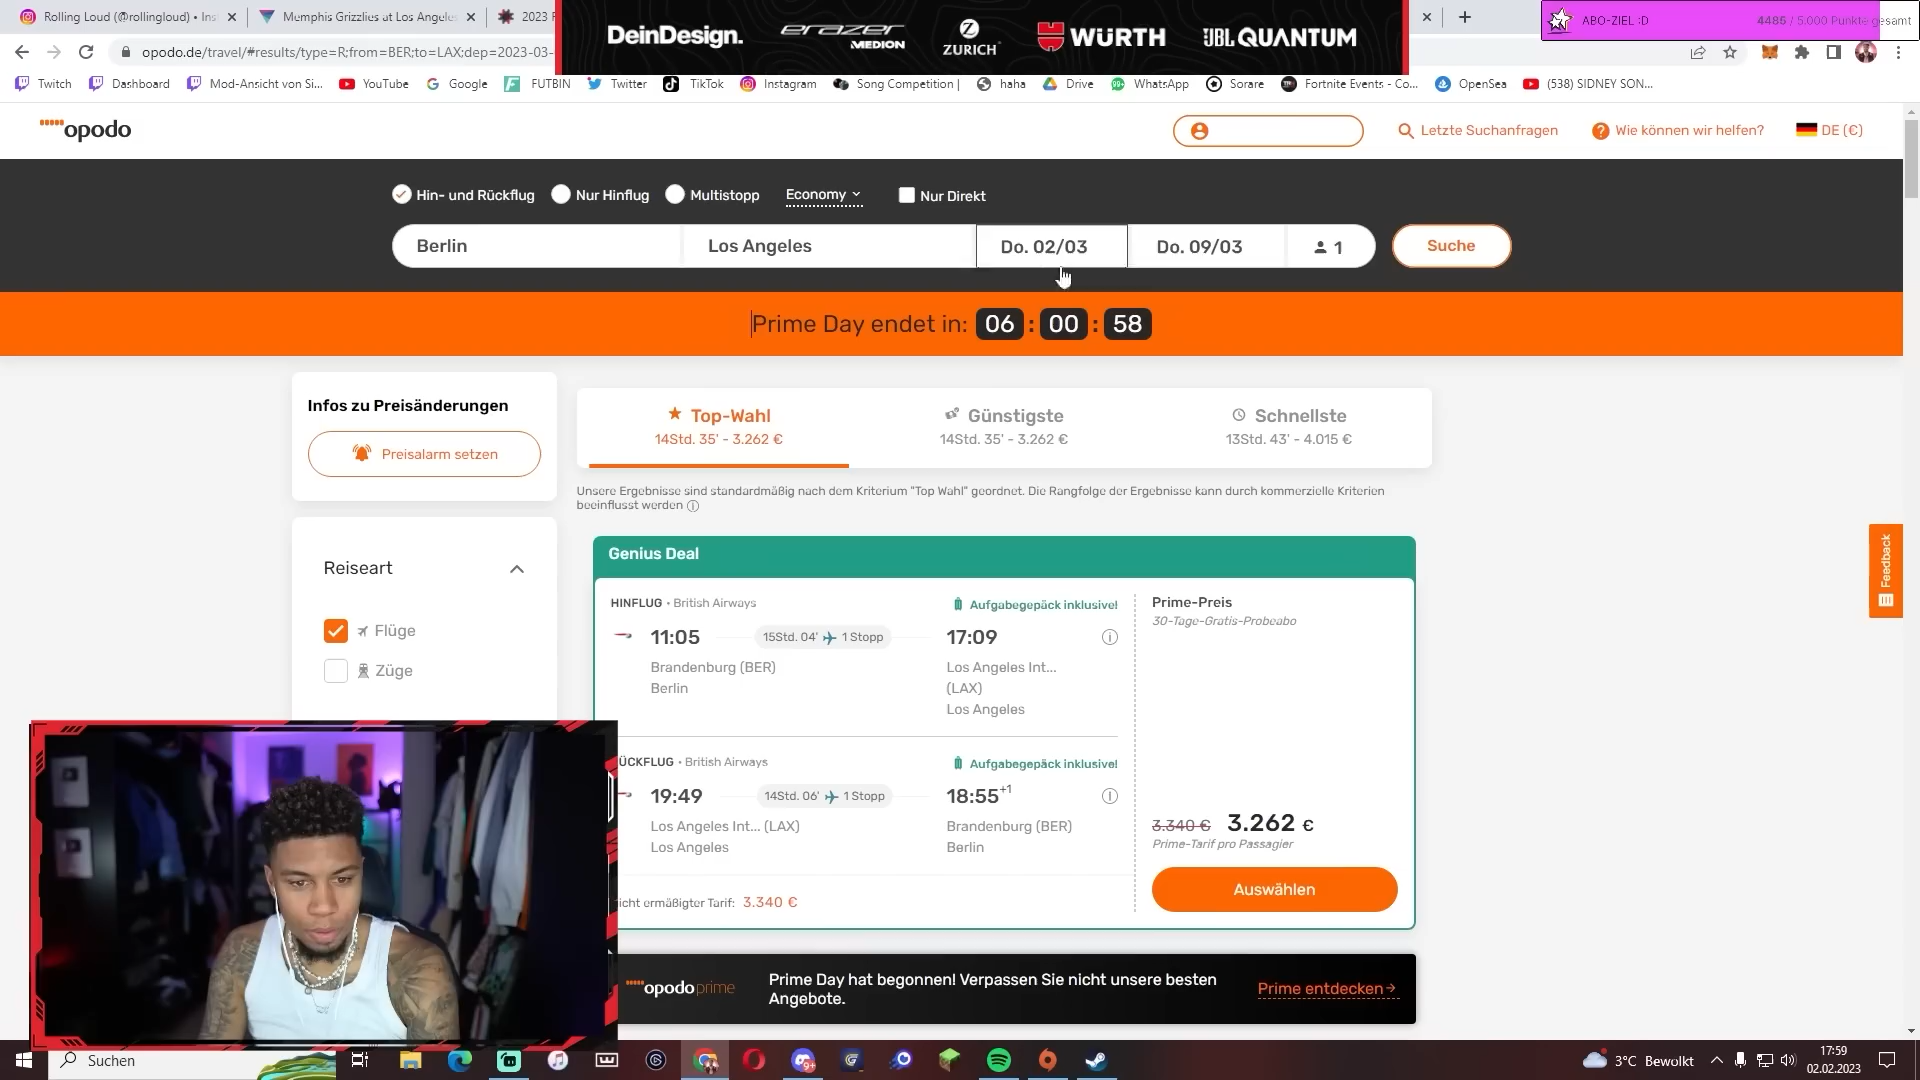 Rolling Loud (@rollingloud) • Ins
Memphis Grizzlies at Los Angeles
2023 F
DeinDesign.
erazer
MEDION
ZURICH
WÜRTH
JBL QUANTUM
ABO-ZIEL :D
4485 / 5.000 Punkte gesamt
opodo.de/travel/#results/type=R;from=BER;to=LAX;dep=2023-03-
Twitch
Dashboard
Mod-Ansicht von Si...
YouTube
Google
FUTBIN
Twitter
TikTok
Instagram
Song Competition |
haha
Drive
WhatsApp
Sorare
Fortnite Events - Co...
OpenSea
(538) SIDNEY SON...
opodo
Letzte Suchanfragen
Wie können wir helfen?
DE (€)
Hin- und Rückflug
Nur Hinflug
Multistopp
Economy
Nur Direkt
Berlin
Los Angeles
Do. 02/03
Do. 09/03
1
Suche
Prime Day endet in: 06 : 00 : 58
Infos zu Preisänderungen
Preisalarm setzen
Top-Wahl
14Std. 35' - 3.262 €
Günstigste
14Std. 35' - 3.262 €
Schnellste
13Std. 43' - 4.015 €
Unsere Ergebnisse sind standardmäßig nach dem Kriterium "Top Wahl" geordnet. Die Rangfolge der Ergebnisse kann durch kommerzielle Kriterien
beeinflusst werden
Reiseart
Flüge
Züge
Genius Deal
HINFLUG • British Airways
Aufgabegepäck inklusive!
11:05
15Std. 04' 1 Stopp
17:09
Brandenburg (BER)
Berlin
Los Angeles Int...
(LAX)
Los Angeles
ÜCKFLUG • British Airways
Aufgabegepäck inklusive!
19:49
14Std. 06' 1 Stopp
18:55+1
Los Angeles Int... (LAX)
Los Angeles
Brandenburg (BER)
Berlin
icht ermäßigter Tarif: 3.340 €
Prime-Preis
30-Tage-Gratis-Probeabo
3.340 € 3.262 €
Prime-Tarif pro Passagier
Auswählen
opodo prime
Prime Day hat begonnen! Verpassen Sie nicht unsere besten
Angebote.
Prime entdecken
Feedback
Suchen
3°C Bewolkt
17:59
02.02.2023